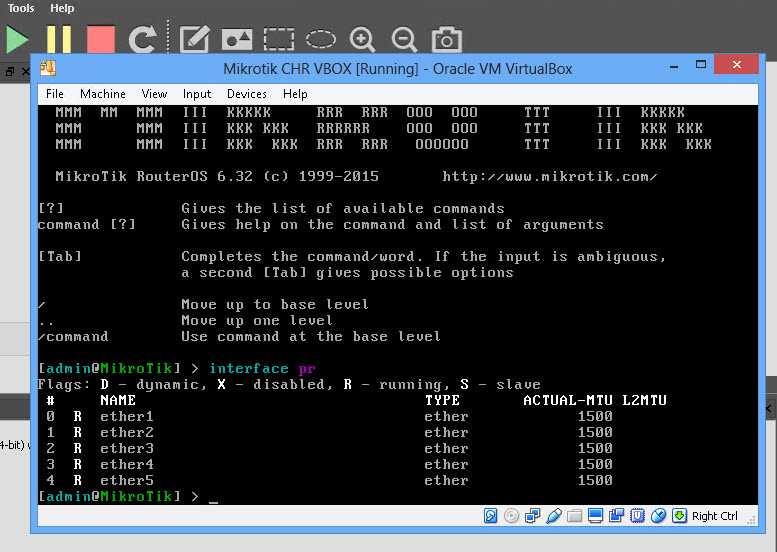 Tools Help
Mikrotik CHR VBOX [Running] - Oracle VM VirtualBox
File Machine View Input Devices Help
MMM MM MMM III KKKKK RRR RRR OOO OOO TTT III KKKKK
MMM MMM III KKK KKK RRRRRR OOO OOO TTT III KKK KKK
MMM MMM III KKK KKK RRR RRR OOOOOO TTT III KKK KKK
MikroTik RouterOS 6.32 (c) 1999-2015 http://www.mikrotik.com/
[?] Gives the list of available commands
command [?] Gives help on the command and list of arguments
[Tab] Completes the command/word. If the input is ambiguous,
a second [Tab] gives possible options
/ Move up to base level
.. Move up one level
/command Use command at the base level
[admin@MikroTik] > interface pr
Flags: D - dynamic, X - disabled, R - running, S - slave
# NAME TYPE ACTUAL-MTU L2MTU
0 R ether1 ether 1500
1 R ether2 ether 1500
2 R ether3 ether 1500
3 R ether4 ether 1500
4 R ether5 ether 1500
[admin@MikroTik] > _
4-bit)
Right Ctrl